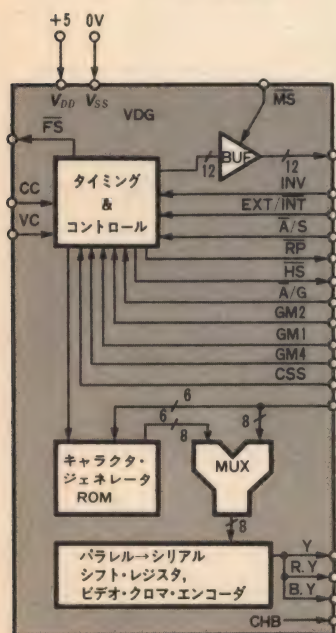 +5 0V
VDD VSS
MS
FS
VDG
タイミング
&
コントロール
BUF
12 12
CC
VC
INV
EXT/INT
A/S
RP
HS
A/G
GM2
GM1
GM4
CSS
6
6
8
8
キャラクタ・
ジェネレータ
ROM
MUX
8
パラレル→シリアル
シフト・レジスタ,
ビデオ・クロマ・エンコーダ
Y
R.Y
B.Y
CHB